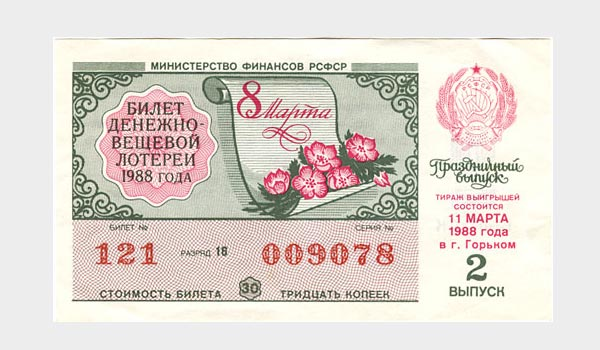 МИНИСТЕРСТВО ФИНАНСОВ РСФСР
БИЛЕТ
ДЕНЕЖНО-
ВЕЩЕВОЙ
ЛОТЕРЕИ
1988 ГОДА
8 Марта
БИЛЕТ №
121
РАЗРЯД 18
СЕРИЯ №
009078
СТОИМОСТЬ БИЛЕТА 30 ТРИДЦАТЬ КОПЕЕК
РСФСР
Праздничный
выпуск
ТИРАЖ ВЫИГРЫШЕЙ
СОСТОИТСЯ
11 МАРТА
1988 года
в г. Горьком
2
ВЫПУСК